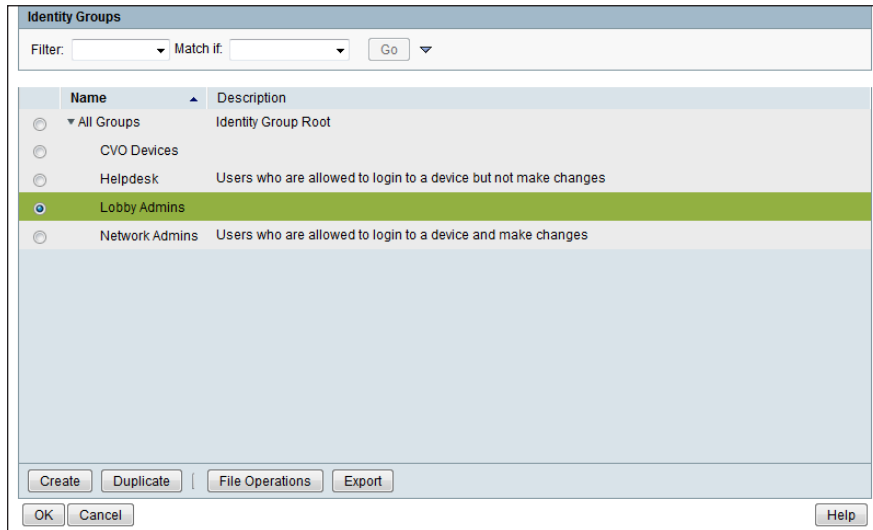 Identity Groups
Filter: Match if: Go
Name Description
All Groups Identity Group Root
CVO Devices
Helpdesk Users who are allowed to login to a device but not make changes
Lobby Admins
Network Admins Users who are allowed to login to a device and make changes
Create Duplicate File Operations Export
OK Cancel Help